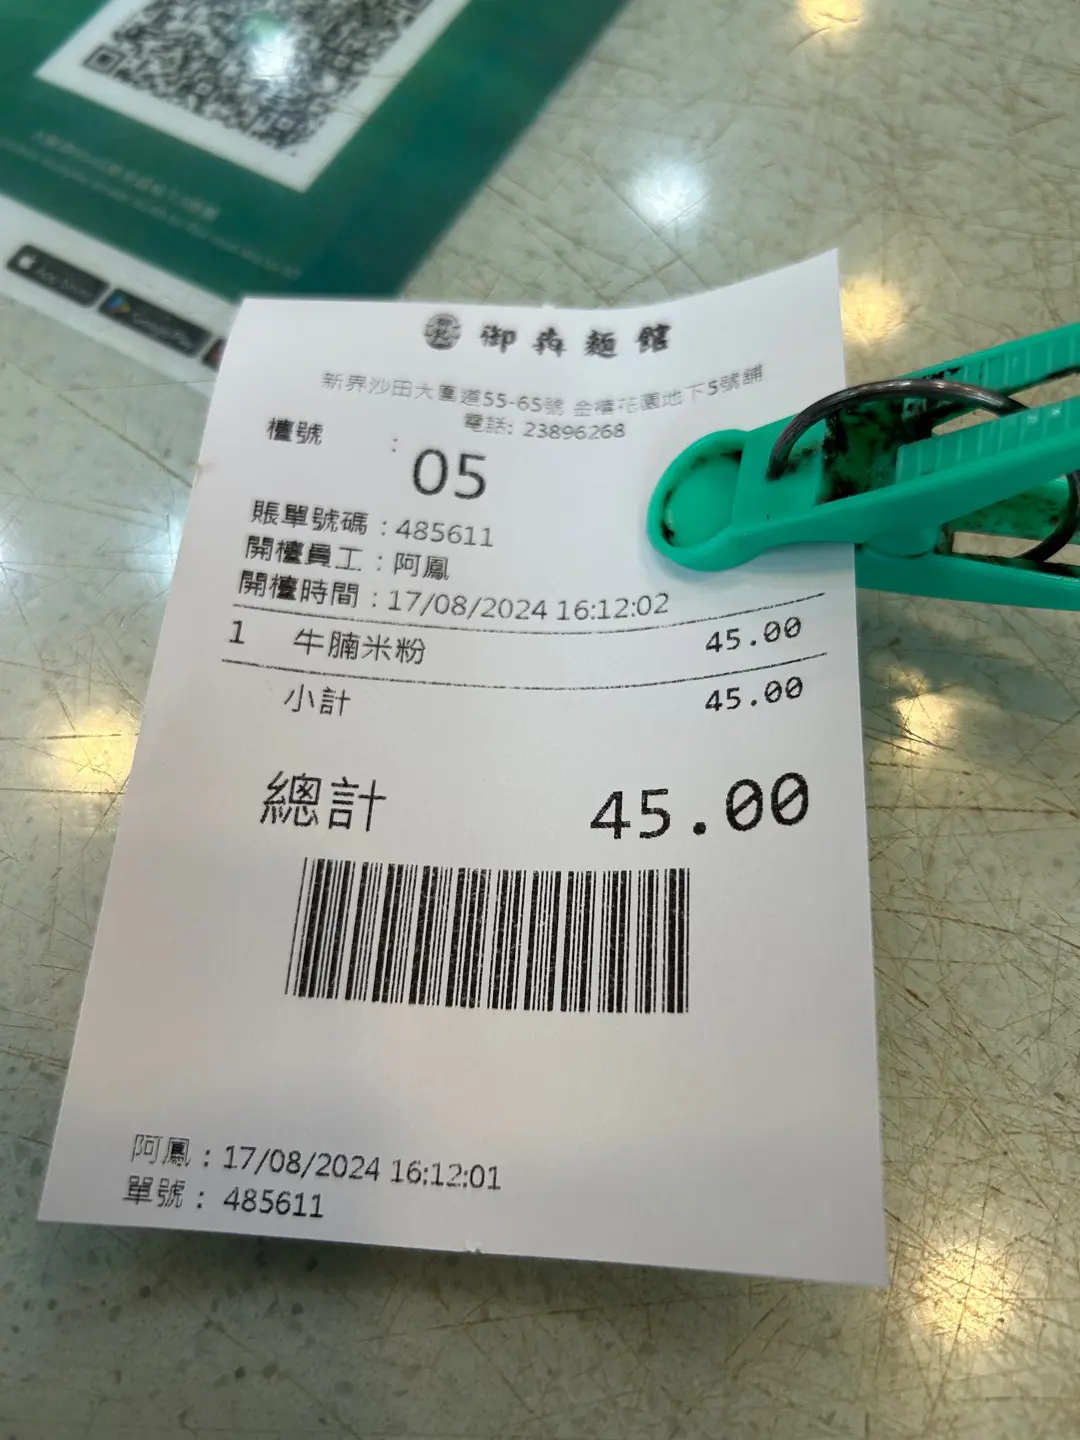 御犇麵館
新界沙田大圍道55-65號 金禧花園地下5號舖
電話: 23896268
檯號 :
05
賬單號碼 : 485611
開檯員工 : 阿鳳
開檯時間 : 17/08/2024 16:12:02
1 牛腩米粉 45.00
小計 45.00
總計 45.00
阿鳳 : 17/08/2024 16:12:01
單號 : 485611